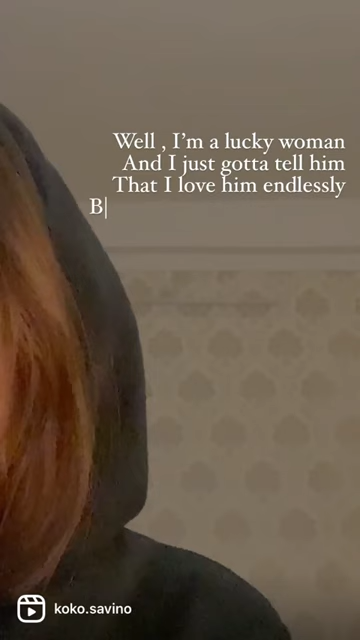 Well , I’m a lucky woman
And I just gotta tell him
That I love him endlessly
B|
koko.savino